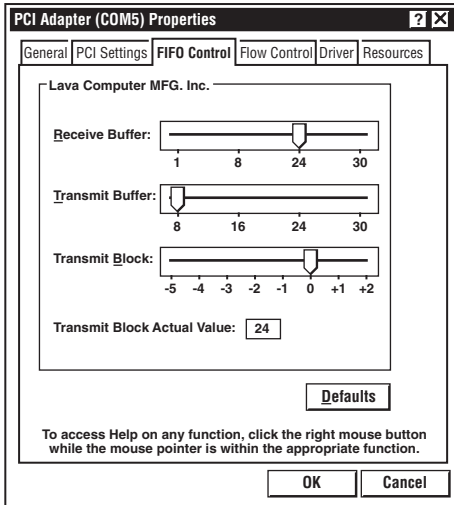 PCI Adapter (COM5) Properties ? X
General PCI Settings FIFO Control Flow Control Driver Resources
Lava Computer MFG. Inc.
Receive Buffer:
1 8 24 30
Transmit Buffer:
8 16 24 30
Transmit Block:
-5 -4 -3 -2 -1 0 +1 +2
Transmit Block Actual Value: 24
Defaults
To access Help on any function, click the right mouse button
while the mouse pointer is within the appropriate function.
OK Cancel